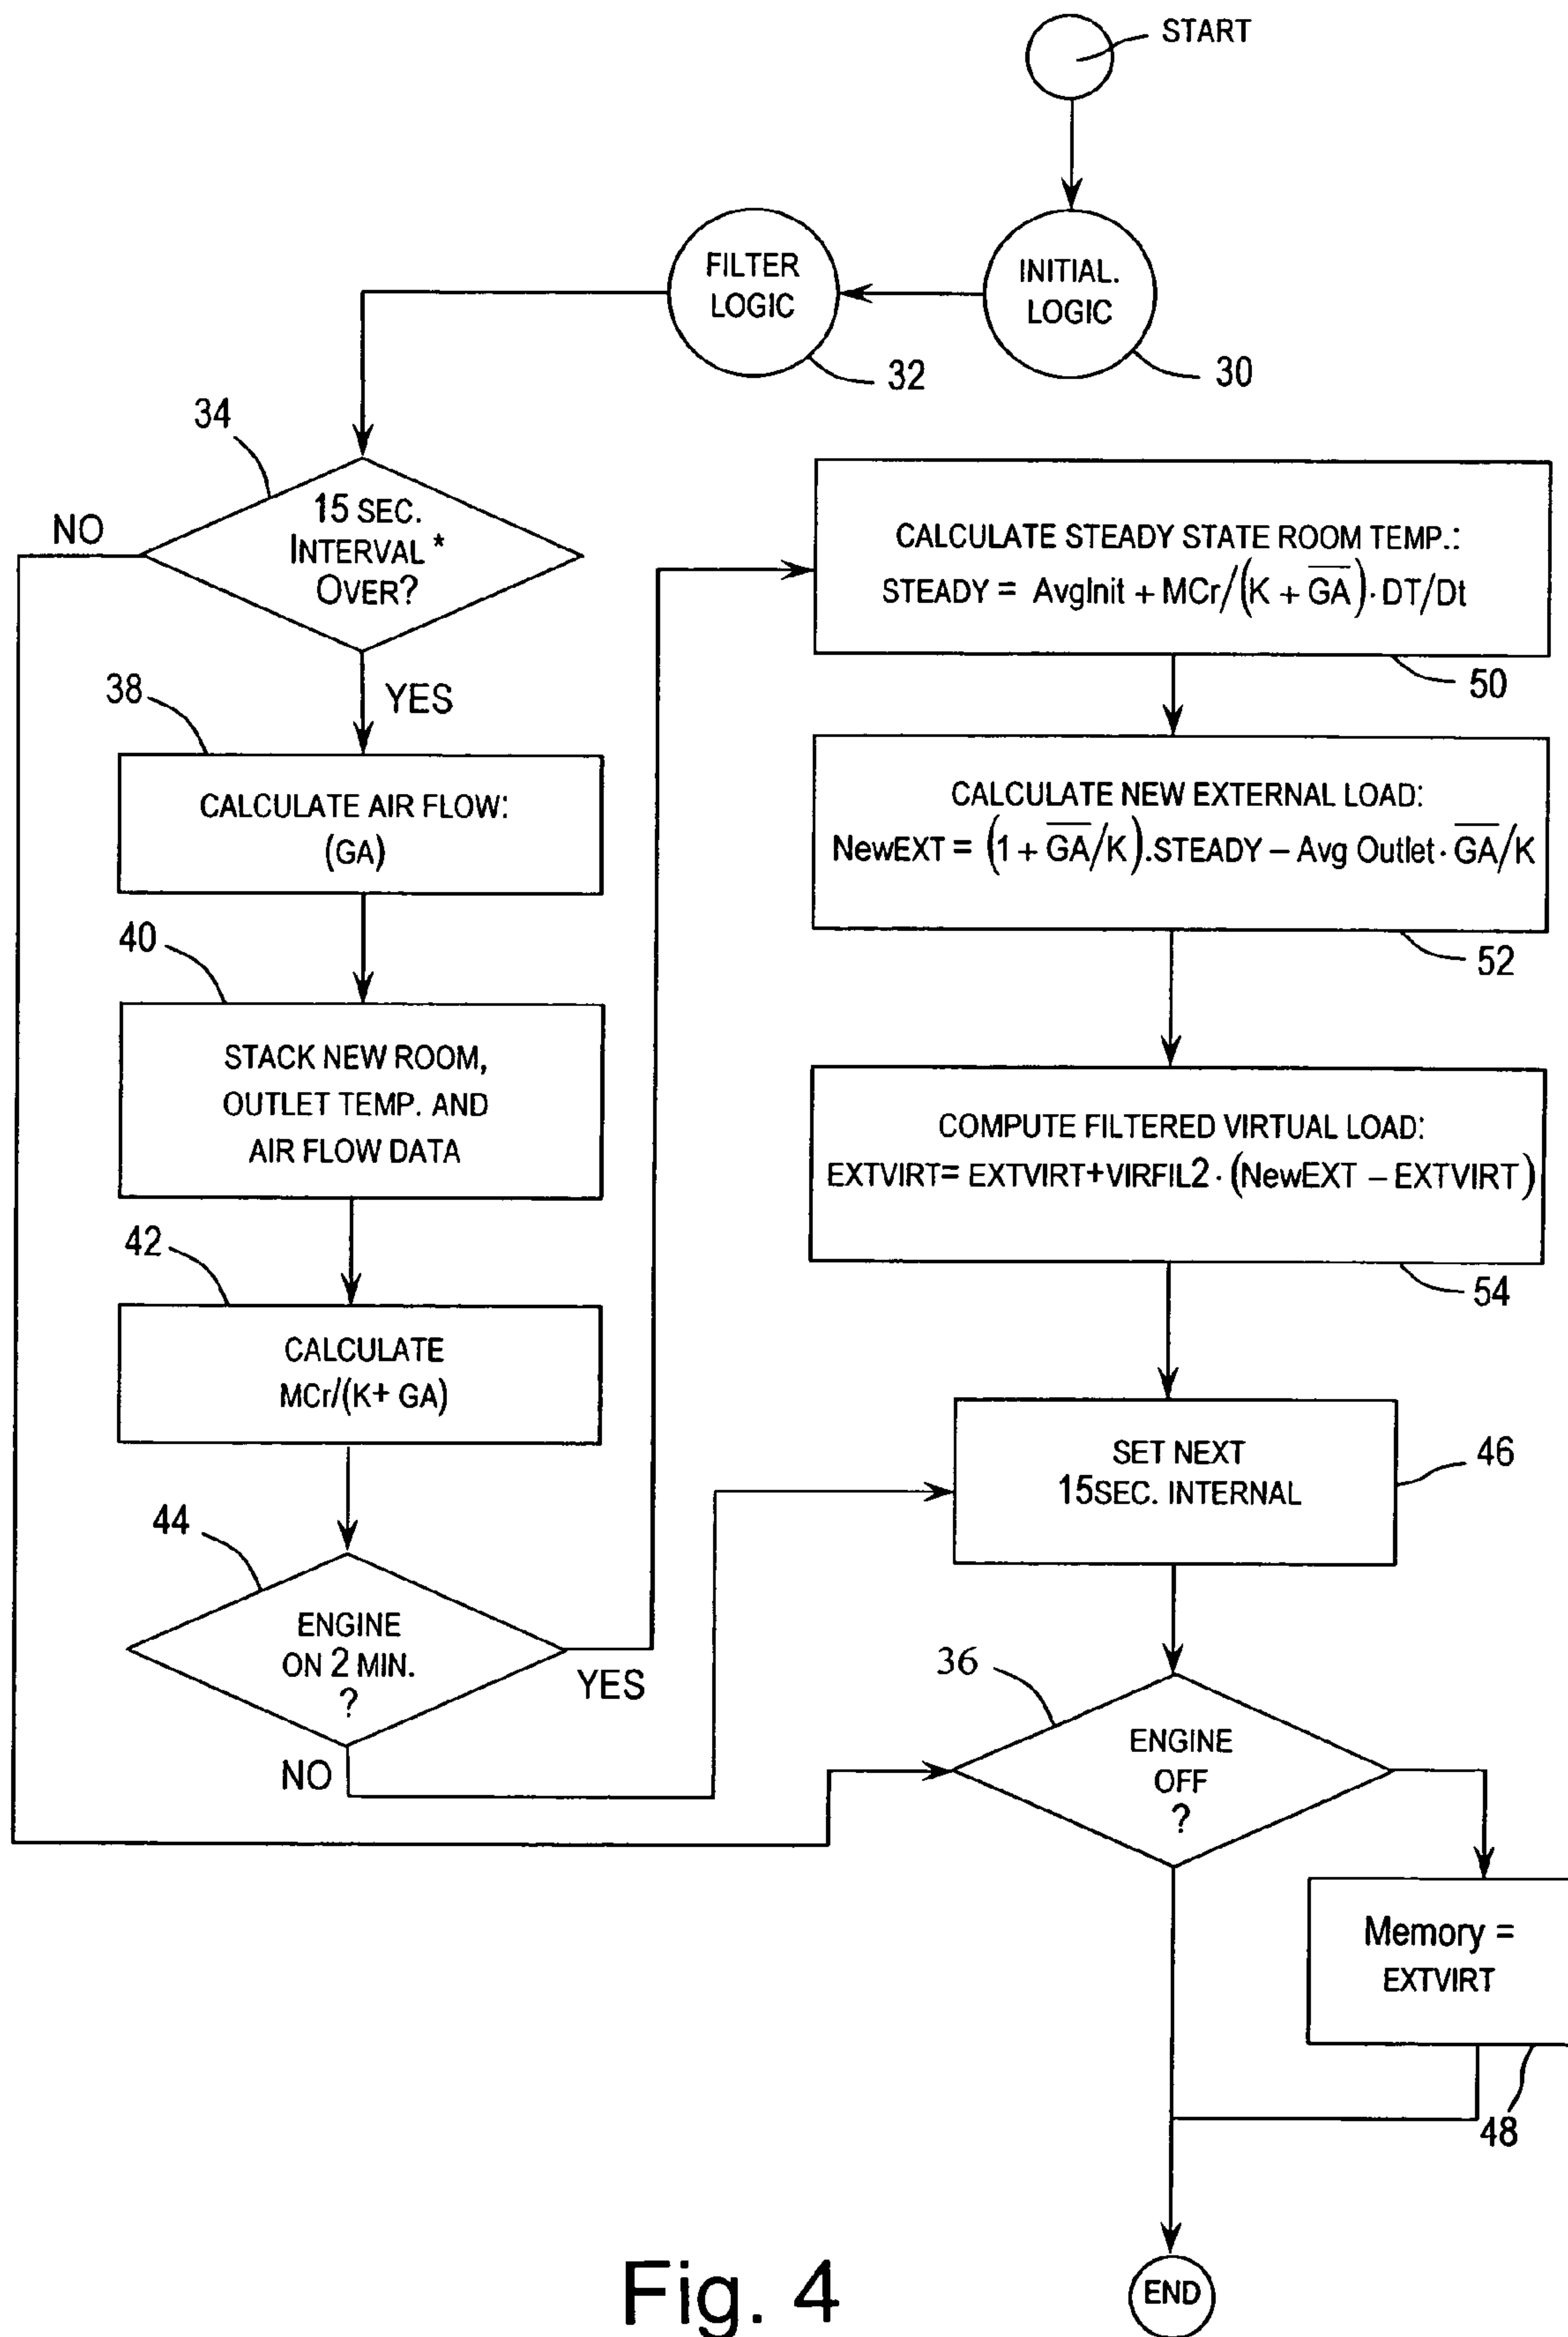 START
INITIAL.
LOGIC
30
FILTER
LOGIC
32
34
15 SEC.
INTERVAL *
OVER?
NO
YES
38
CALCULATE AIR FLOW:
(GA)
40
STACK NEW ROOM,
OUTLET TEMP. AND
AIR FLOW DATA
42
CALCULATE
MCr/(K+ GA)
44
ENGINE
ON 2 MIN.
?
YES
NO
CALCULATE STEADY STATE ROOM TEMP.:
STEADY = AvgInit + MCr/(K + G̅A̅)·DT/Dt
50
CALCULATE NEW EXTERNAL LOAD:
NewEXT = (1 + G̅A̅/K).STEADY – Avg Outlet· G̅A̅/K
52
COMPUTE FILTERED VIRTUAL LOAD:
EXTVIRT= EXTVIRT+VIRFIL2·(NewEXT – EXTVIRT)
54
SET NEXT
15SEC. INTERNAL
46
36
ENGINE
OFF
?
Memory =
EXTVIRT
48
END
Fig. 4